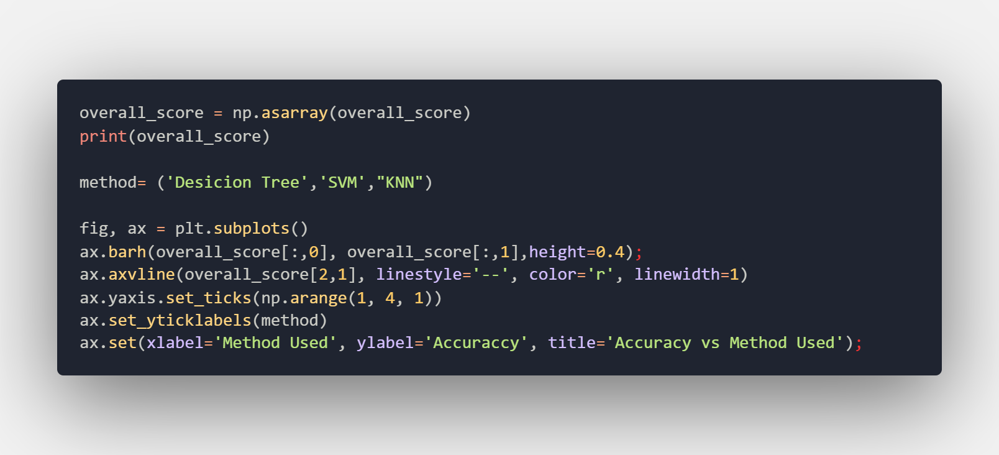 overall_score = np.asarray(overall_score)
print(overall_score)
method= ('Desicion Tree','SVM',"KNN")
fig, ax = plt.subplots()
ax.barh(overall_score[:,0], overall_score[:,1],height=0.4);
ax.axvline(overall_score[2,1], linestyle='--', color='r', linewidth=1)
ax.yaxis.set_ticks(np.arange(1, 4, 1))
ax.set_yticklabels(method)
ax.set(xlabel='Method Used', ylabel='Accuraccy', title='Accuracy vs Method Used');